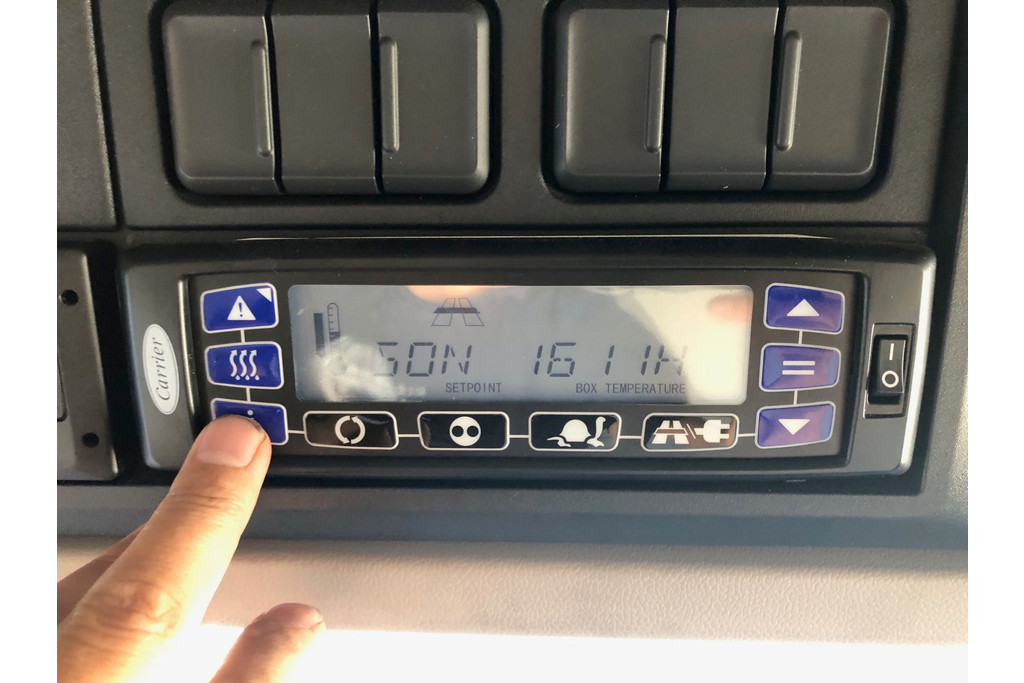 Carrier
SON 1611H
SETPOINT BOX TEMPERATURE
I
O